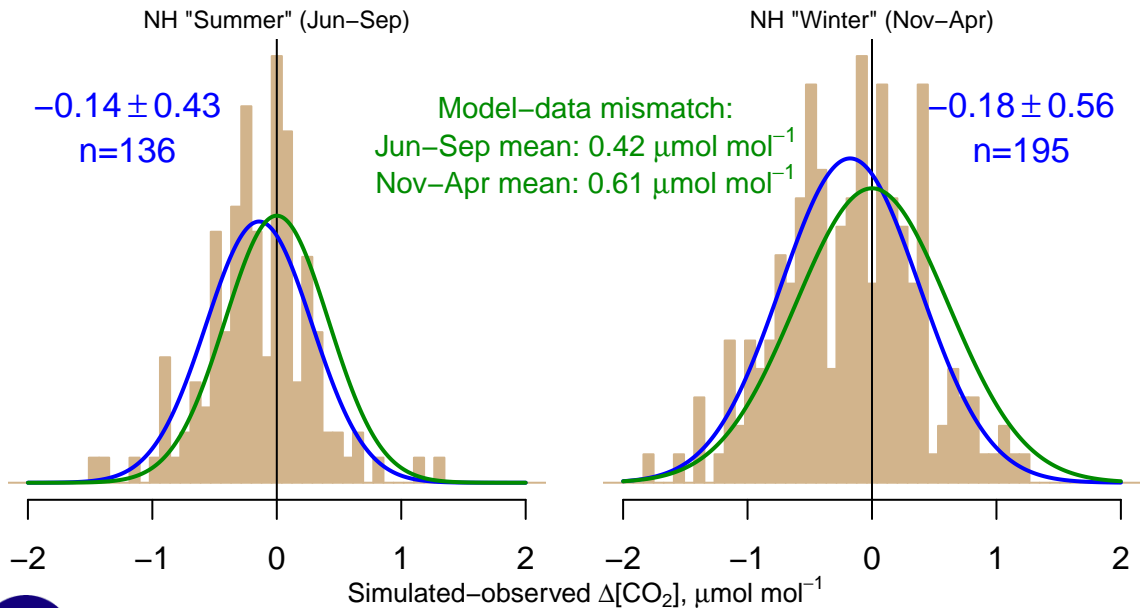 NH "Summer" (Jun−Sep)
NH "Winter" (Nov−Apr)
−0.14 ± 0.43
n=136
Model−data mismatch:
Jun−Sep mean: 0.42 μmol mol⁻¹
Nov−Apr mean: 0.61 μmol mol⁻¹
−0.18 ± 0.56
n=195
−2 −1 0 1 2
−2 −1 0 1 2
Simulated−observed Δ[CO₂], μmol mol⁻¹